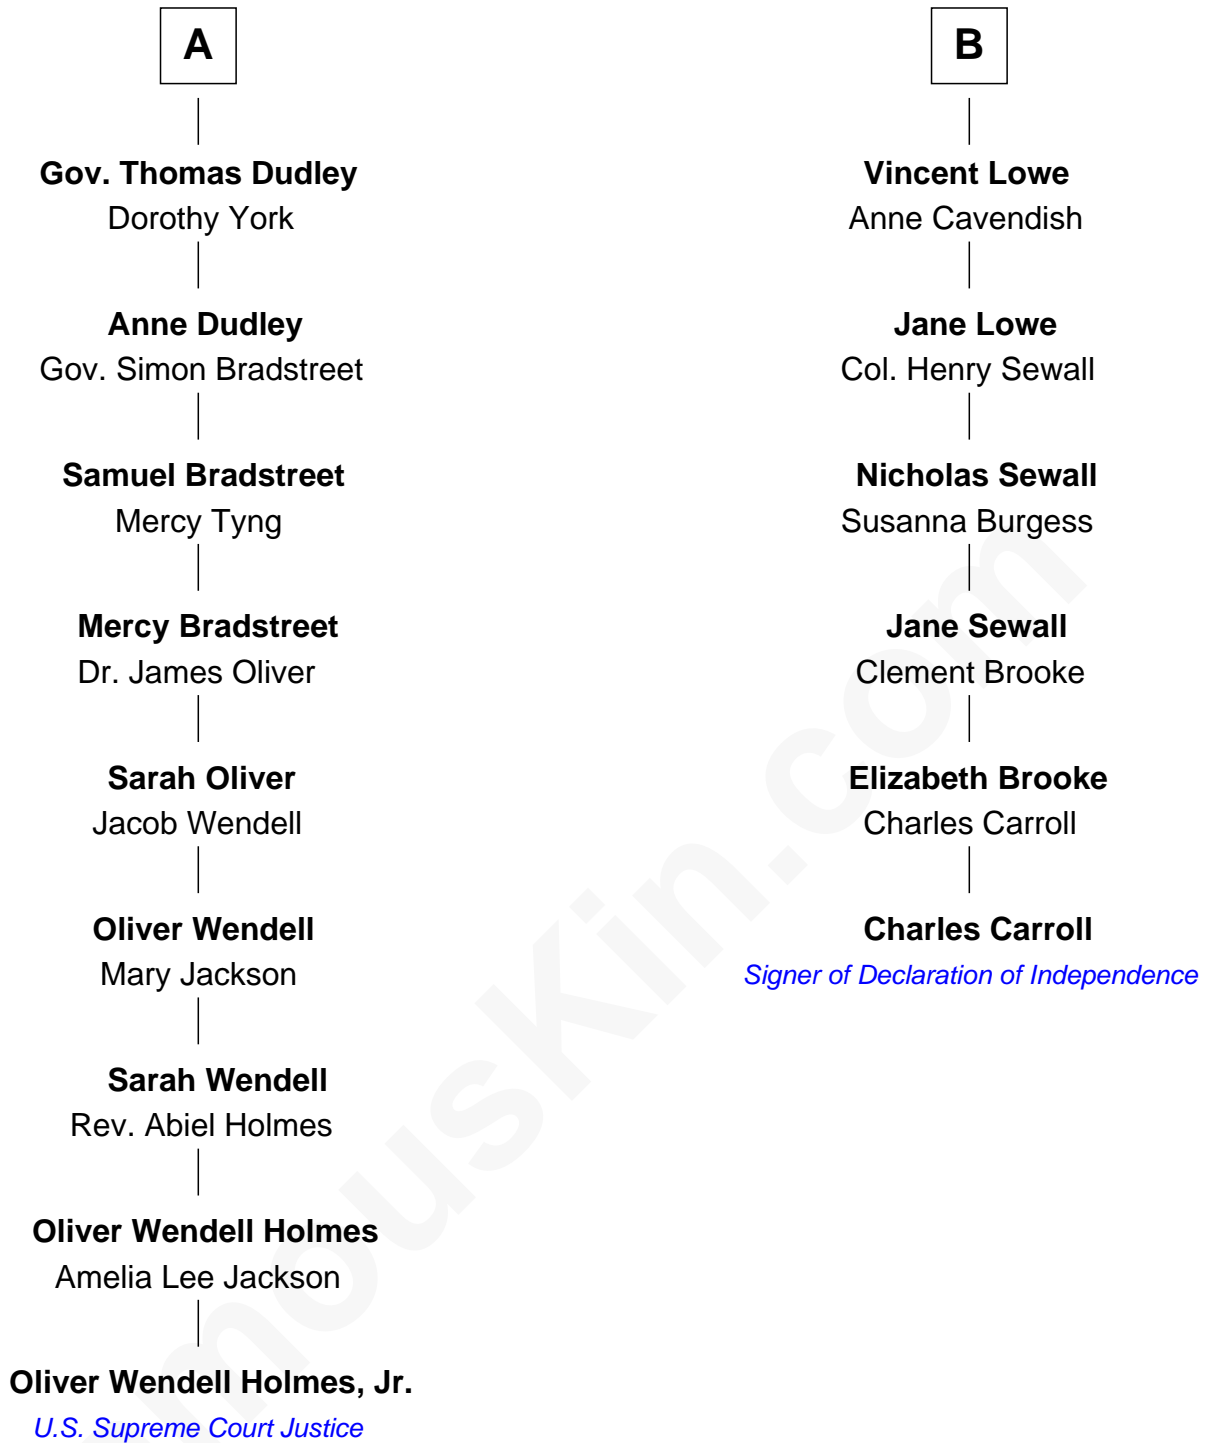 A
Gov. Thomas Dudley
Dorothy York
Anne Dudley
Gov. Simon Bradstreet
Samuel Bradstreet
Mercy Tyng
Mercy Bradstreet
Dr. James Oliver
Sarah Oliver
Jacob Wendell
Oliver Wendell
Mary Jackson
Sarah Wendell
Rev. Abiel Holmes
Oliver Wendell Holmes
Amelia Lee Jackson
Oliver Wendell Holmes, Jr.
U.S. Supreme Court Justice
B
Vincent Lowe
Anne Cavendish
Jane Lowe
Col. Henry Sewall
Nicholas Sewall
Susanna Burgess
Jane Sewall
Clement Brooke
Elizabeth Brooke
Charles Carroll
Charles Carroll
Signer of Declaration of Independence
mouskin.com